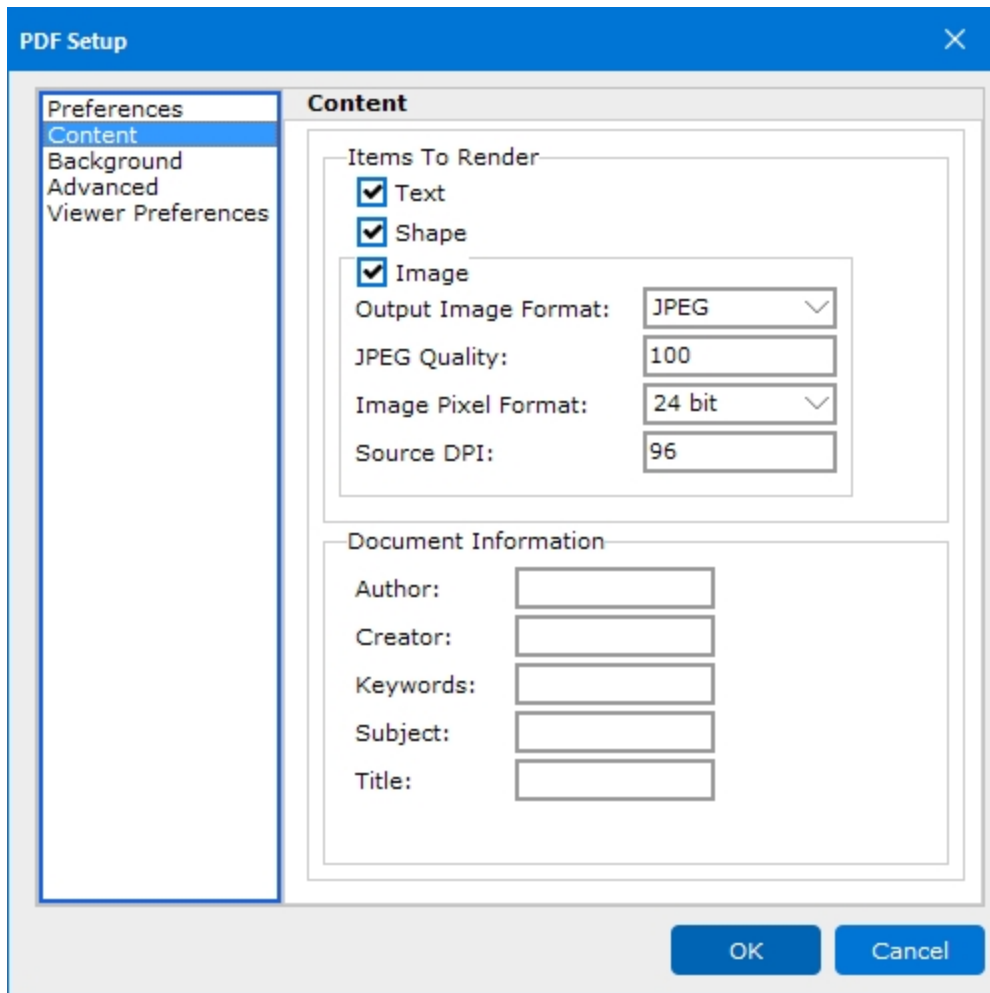 PDF Setup
Preferences
Content
Background
Advanced
Viewer Preferences
Content
Items To Render
Text
Shape
Image
Output Image Format: JPEG
JPEG Quality: 100
Image Pixel Format: 24 bit
Source DPI: 96
Document Information
Author:
Creator:
Keywords:
Subject:
Title:
OK Cancel